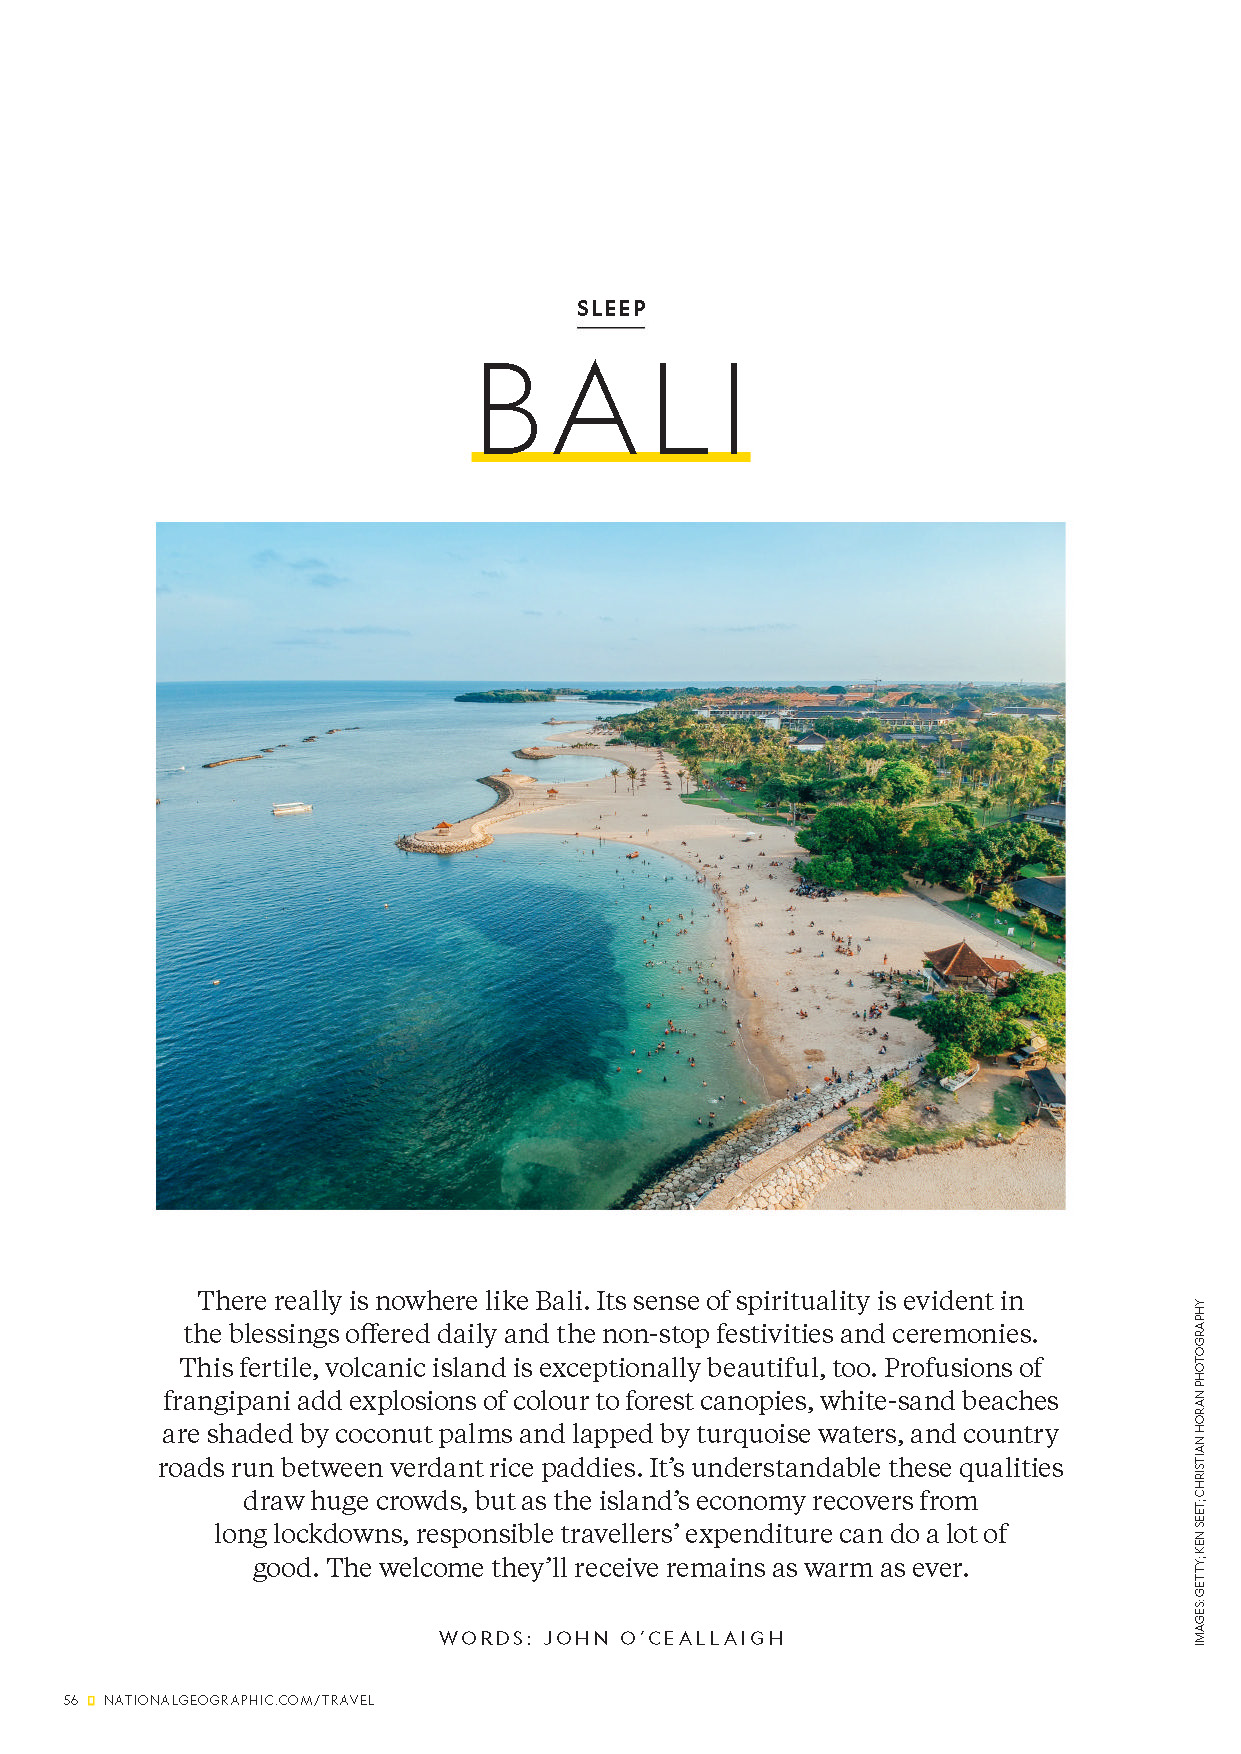 SLEEP
BALI
There really is nowhere like Bali. Its sense of spirituality is evident in
the blessings offered daily and the non-stop festivities and ceremonies.
This fertile, volcanic island is exceptionally beautiful, too. Profusions of
frangipani add explosions of colour to forest canopies, white-sand beaches
are shaded by coconut palms and lapped by turquoise waters, and country
roads run between verdant rice paddies. It’s understandable these qualities
draw huge crowds, but as the island’s economy recovers from
long lockdowns, responsible travellers’ expenditure can do a lot of
good. The welcome they’ll receive remains as warm as ever.
WORDS: JOHN O’CEALLAIGH
IMAGES: GETTY; KEN SEET; CHRISTIAN HORAN PHOTOGRAPHY
56 NATIONALGEOGRAPHIC.COM/TRAVEL